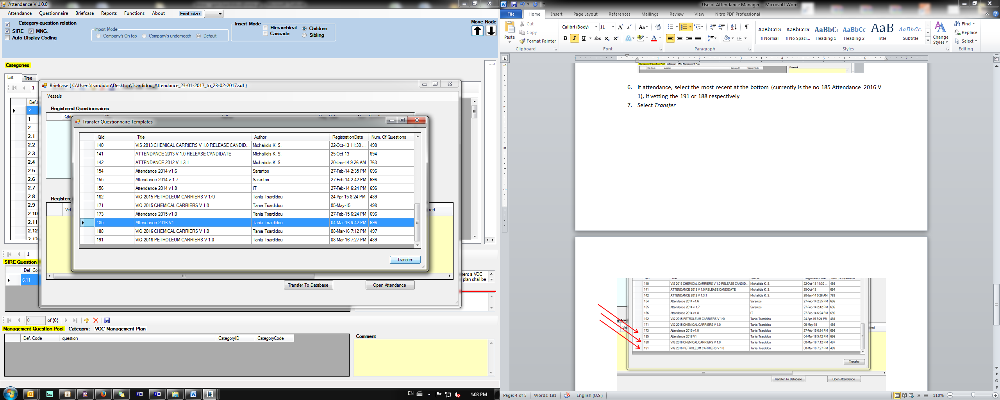 Attendance V 1.0.0
Attendance Questionnaire Briefcase Reports Functions About Font size
Category-question relation
SIRE MNG.
Auto Display Coding
Import Mode
Company's On top Company's underneath Default
Insert Mode
Hierarchical Children
Cascade Sibling
Move Node
Categories
List Tree
1
Def.C
?
1
2
2.1
2.2
2.3
2.4
2.5
2.6
2.7
2.8
2.9
2.10
2.11
2.12
2.13
Briefcase { C:\Users\tsardidou\Desktop\Tsardidou_Attendance_23-01-2017_to_23-02-2017.sdf }
Vessels
Registered Questionnaires
QId
Registere
Vet
red
Transfer Questionnaire Templates
QId Title Author RegistrationDate Num. Of Questions
140 VIS 2013 CHEMICAL CARRIERS V 1.0 RELEASE CANDID... Michailidis K. S. 22-Oct-13 11:30 ... 498
141 ATTENDANCE 2013 V 1.0 RELEASE CANDIDATE Michailidis K. S. 25-Oct-13 694
142 ATTENDANCE 2012 V 1.3.1 Michailidis K. S. 20-Jan-14 9:26 AM 763
154 Attendance 2014 v1.6 Sarantos 27-Feb-14 2:35 PM 696
155 Attendance 2014 v 1.7 Sarantos 27-Feb-14 2:42 PM 696
156 Attendance 2014 v1.8 IT 27-Feb-14 6:24 PM 696
162 VIQ 2015 PETROLEUM CARRIERS V 1/0 Tania Tsardidou 24-Apr-15 8:24 PM 489
171 VIQ 2015 CHEMICAL CARRIERS V 1.0 Tania Tsardidou 05-May-15 498
173 Attendance 2015 v1.0 Tania Tsardidou 27-Feb-15 6:24 PM 696
185 Attendance 2016 V1 Tania Tsardidou 04-Mar-16 9:42 PM 696
188 VIQ 2016 CHEMICAL CARRIERS V 1.0 Tania Tsardidou 08-Mar-16 7:12 PM 497
191 VIQ 2016 PETROLEUM CARRIERS V 1.0 Tania Tsardidou 08-Mar-16 7:27 PM 489
Transfer
Transfer To Database Open Attendance
1
SIRE Question
Def. Cod
6.11
ment a VOC
plan shall be
0 of {0}
Management Question Pool Category: VOC Management Plan
Def. Code question CategoryID CategoryCode
Comment
EN 4:08 PM
Use of Attendance Manager - Microsoft Word
File Home Insert Page Layout References Mailings Review View Nitro PDF Professional
Paste Cut
Copy
Format Painter
Clipboard
Calibri (Body) 11
Font
Paragraph
AaBbCcDc AaBbCcDc AaBbC AaBbCc AaB AaBbCc.
¶ Normal ¶ No Spaci... Heading 1 Heading 2 Title Subtitle
Change Styles
Styles
Find
Replace
Select
Editing
1 1 2 3 4 5 6 7
Management Question Pool Category: VOC Management Plan
Def. Code question CategoryID CategoryCode
Comment
6. If attendance, select the most recent at the bottom (currently is the no 185 Attendance 2016 V
1), if vetting the 191 or 188 respectively
7. Select Transfer
140 VIS 2013 CHEMICAL CARRIERS V 1.0 RELEASE CANDID... Michailidis K. S. 22-Oct-13 11:30 ... 498
141 ATTENDANCE 2013 V 1.0 RELEASE CANDIDATE Michailidis K. S. 25-Oct-13 694
142 ATTENDANCE 2012 V 1.3.1 Michailidis K. S. 20-Jan-14 9:26 AM 763
154 Attendance 2014 v1.6 Sarantos 27-Feb-14 2:35 PM 696
155 Attendance 2014 v 1.7 Sarantos 27-Feb-14 2:42 PM 696
156 Attendance 2014 v1.8 IT 27-Feb-14 6:24 PM 696
162 VIQ 2015 PETROLEUM CARRIERS V 1/0 Tania Tsardidou 24-Apr-15 8:24 PM 489
171 VIQ 2015 CHEMICAL CARRIERS V 1.0 Tania Tsardidou 05-May-15 498
173 Attendance 2015 v1.0 Tania Tsardidou 27-Feb-15 6:24 PM 696
185 Attendance 2016 V1 Tania Tsardidou 04-Mar-16 9:42 PM 696
188 VIQ 2016 CHEMICAL CARRIERS V 1.0 Tania Tsardidou 08-Mar-16 7:12 PM 497
191 VIQ 2016 PETROLEUM CARRIERS V 1.0 Tania Tsardidou 08-Mar-16 7:27 PM 489
Transfer
Transfer To Database Open Attendance
Page: 4 of 5 Words: 181 English (U.S.) 110%